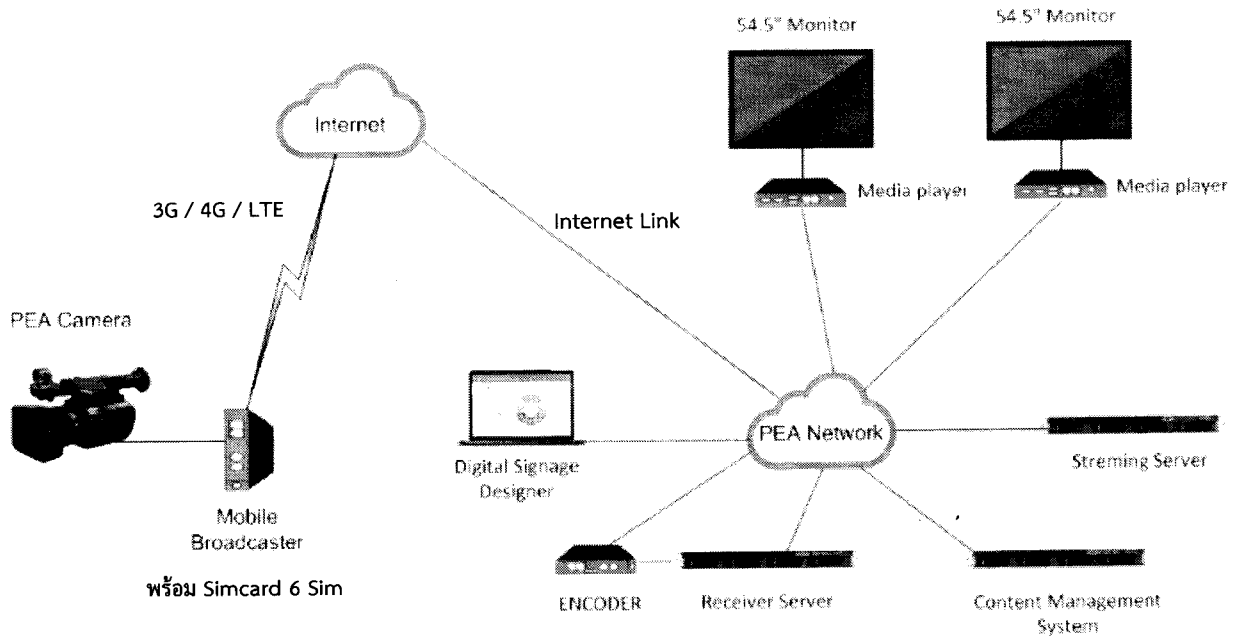 54.5" Monitor
54.5" Monitor
Internet
3G / 4G / LTE
Media player
Media player
Internet Link
PEA Camera
PEA Network
Digital Signage
Designer
Streming Server
Mobile
Broadcaster
พร้อม Simcard 6 Sim
ENCODER
Receiver Server
Content Management
System